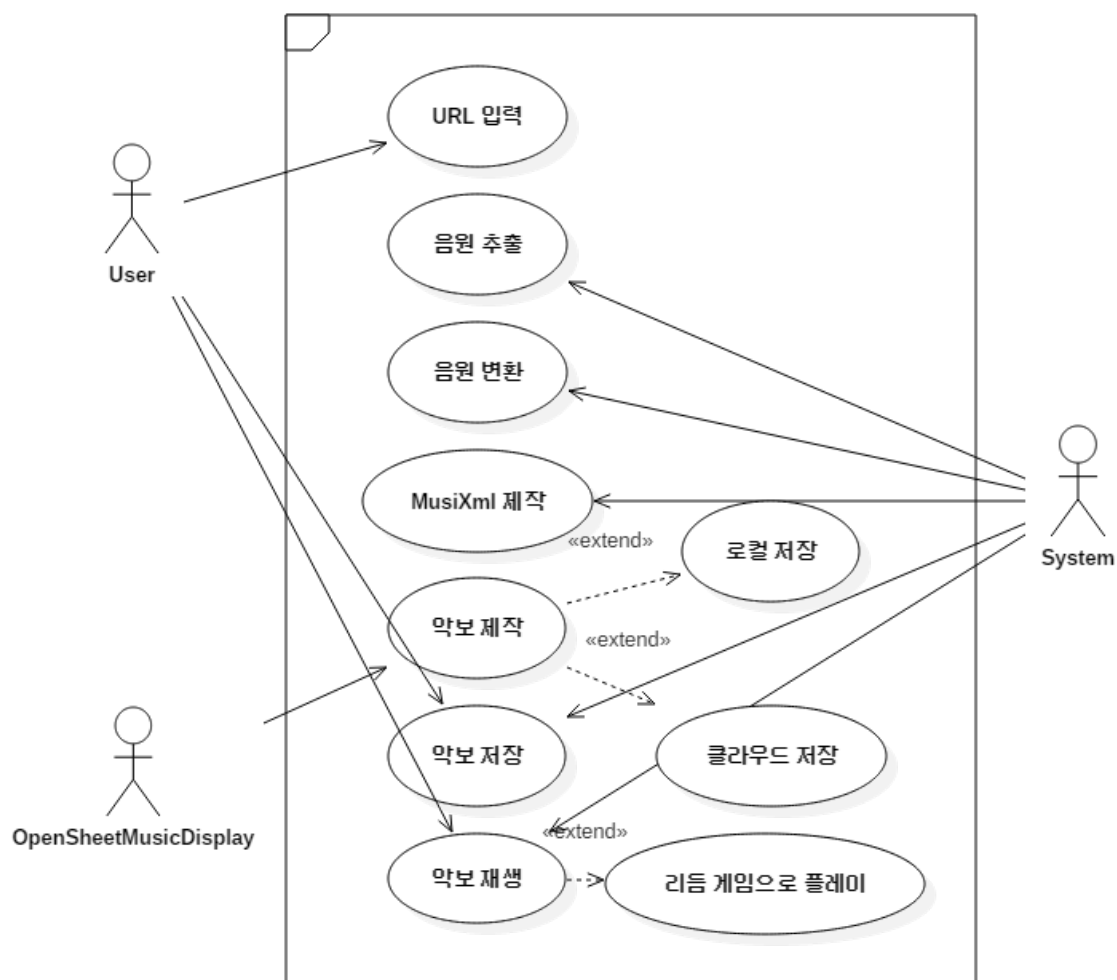 URL 입력
음원 추출
User
음원 변환
MusiXml 제작
«extend»
로컬 저장
System
악보 제작
«extend»
악보 저장
클라우드 저장
OpenSheetMusicDisplay
«extend»
악보 재생
리듬 게임으로 플레이